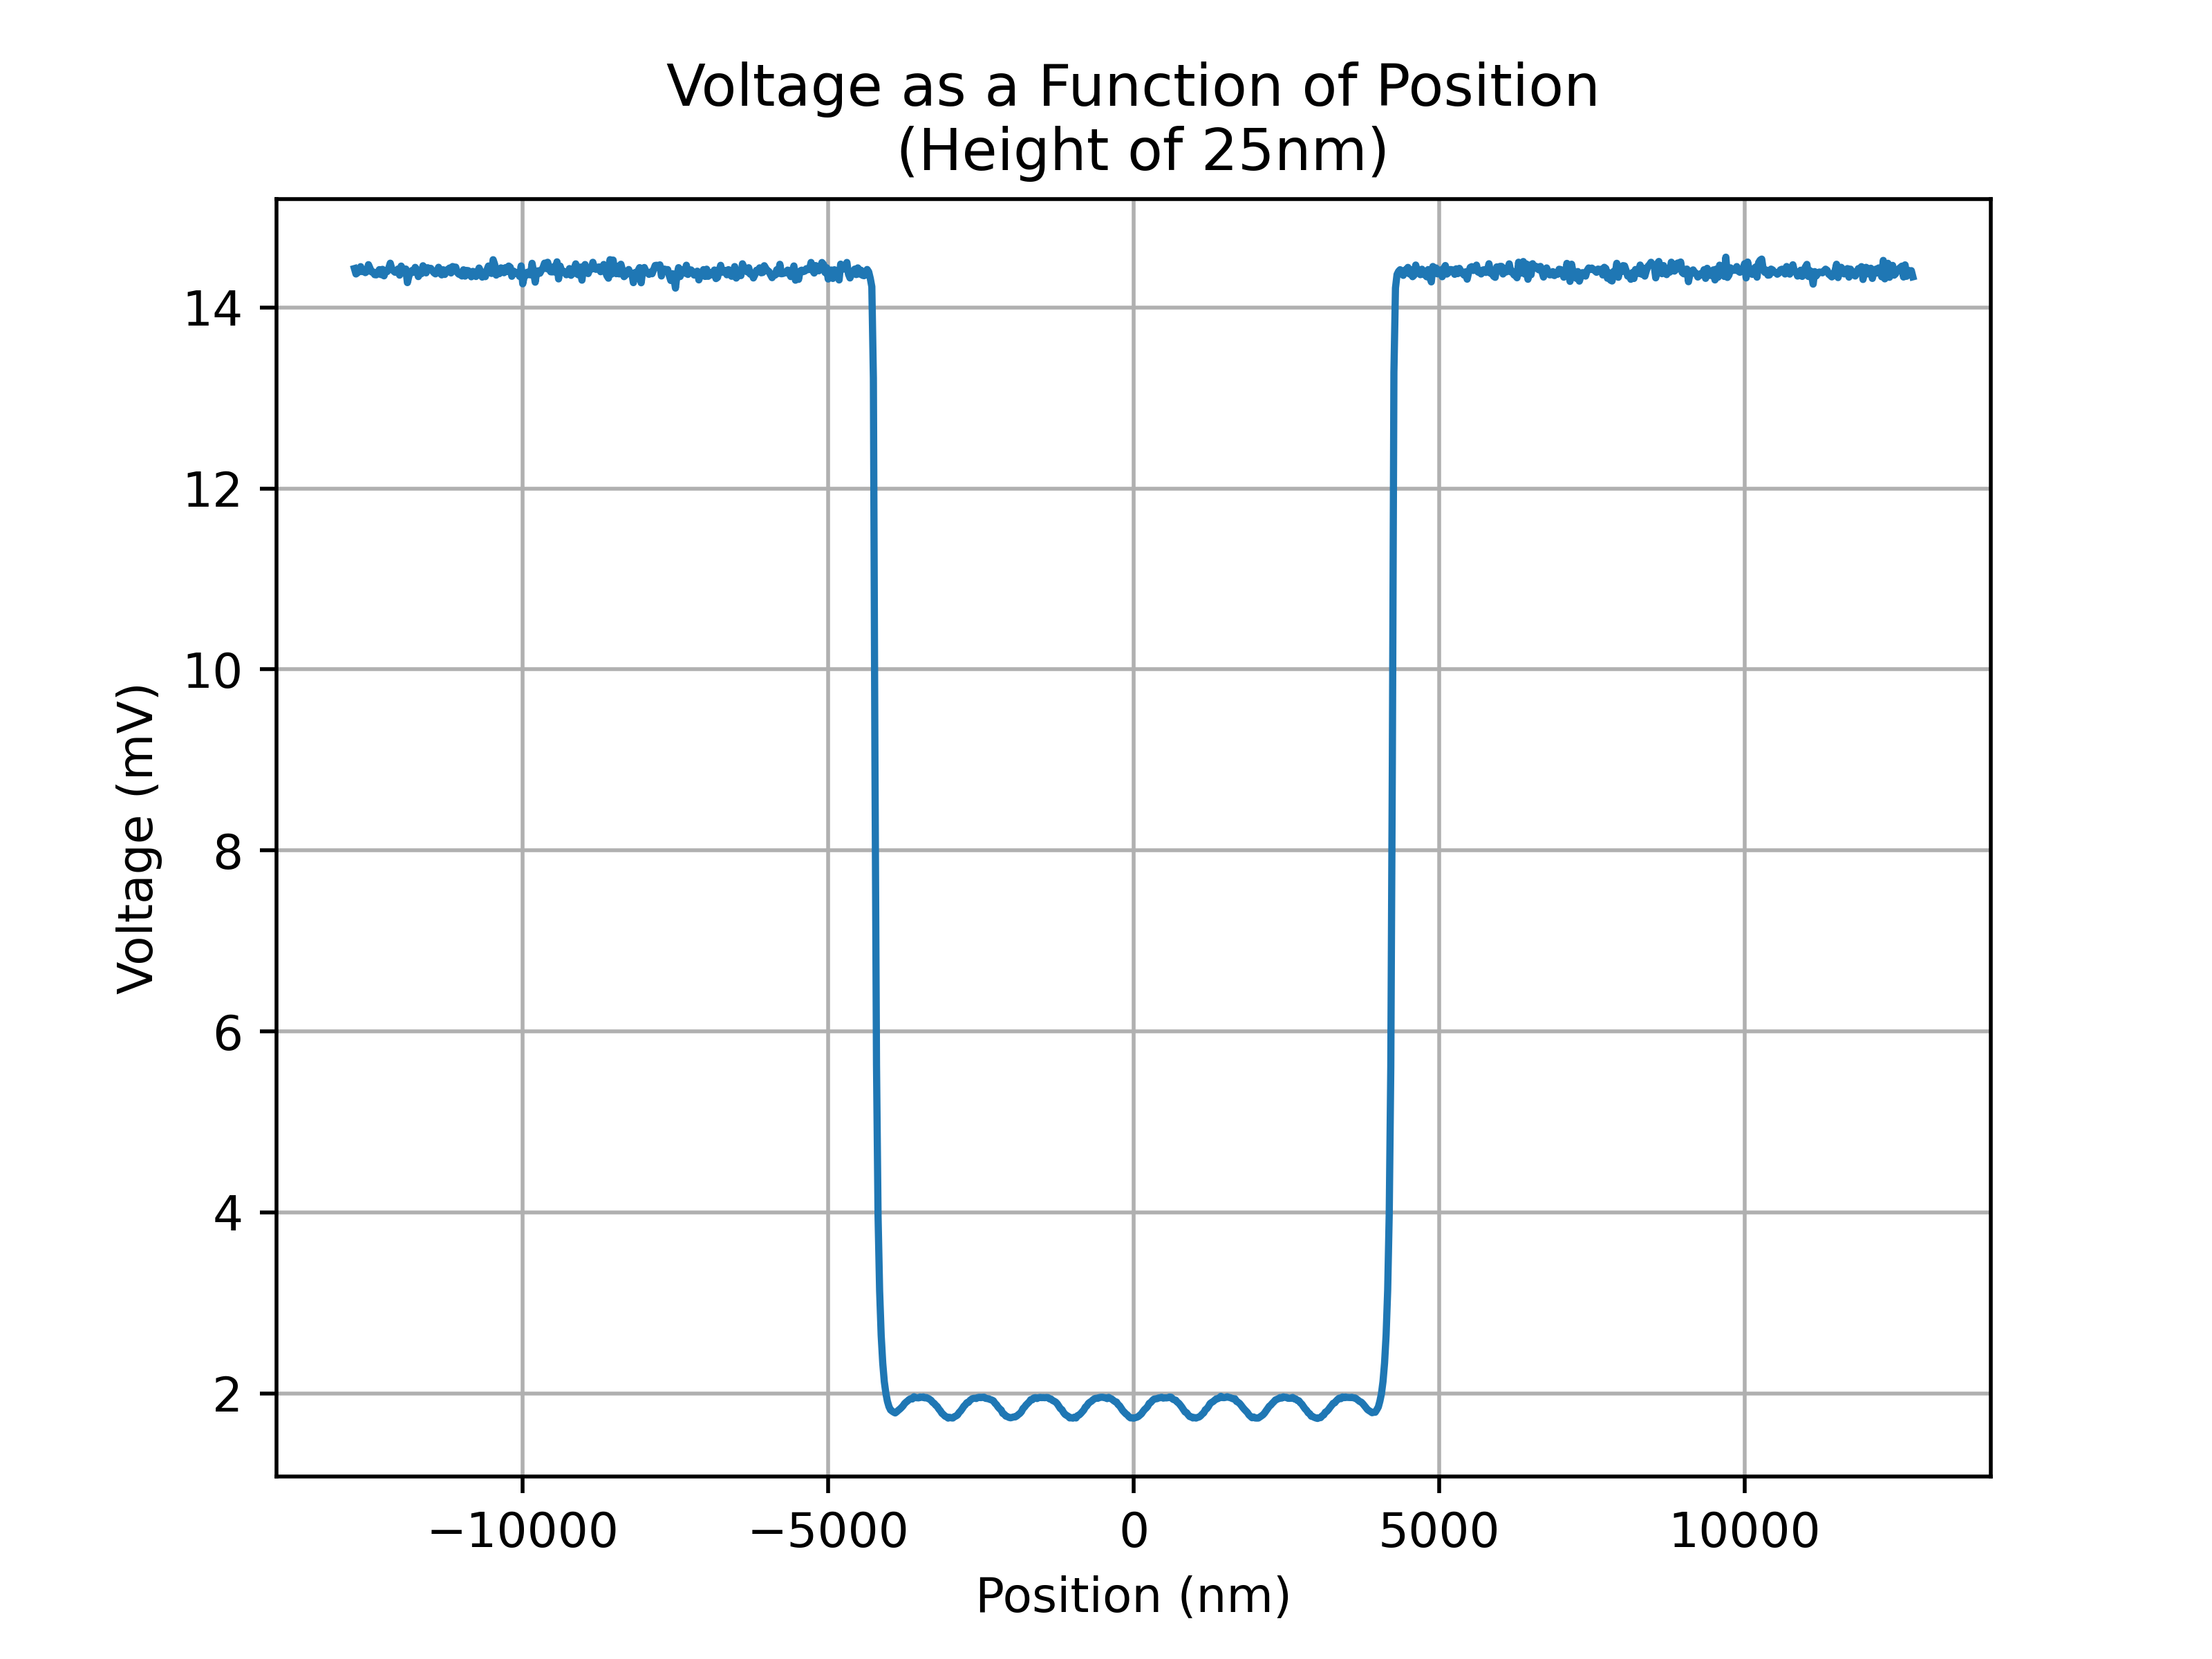 Voltage as a Function of Position
(Height of 25nm)
14
12
10
8
6
4
2
Voltage (mV)
−10000 −5000 0 5000 10000
Position (nm)